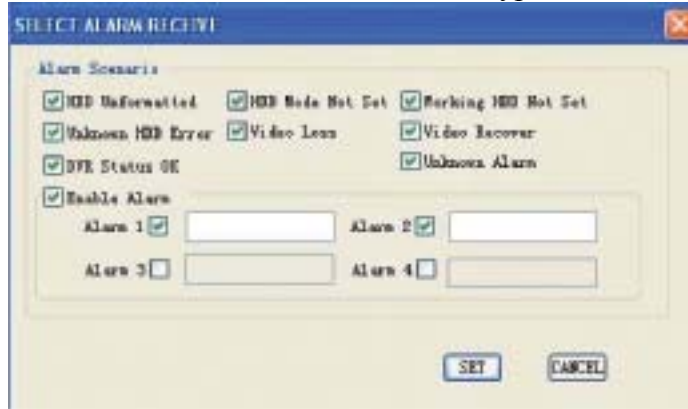 SELECT ALARM RECEIVE
Alarm Scenario
HDD Unformatted HDD Mode Not Set Working HDD Not Set
Unknown HDD Error Video Loss Video Recover
DVR Status OK Unknown Alarm
Enable Alarm
Alarm 1 Alarm 2
Alarm 3 Alarm 4
SET CANCEL